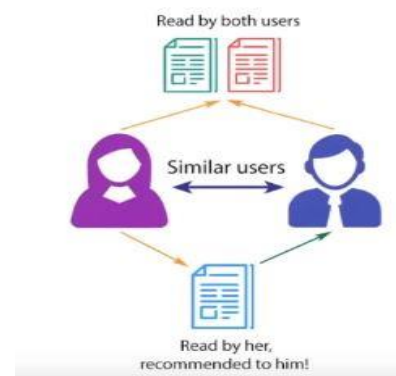 Read by both users
Similar users
Read by her,
recommended to him!